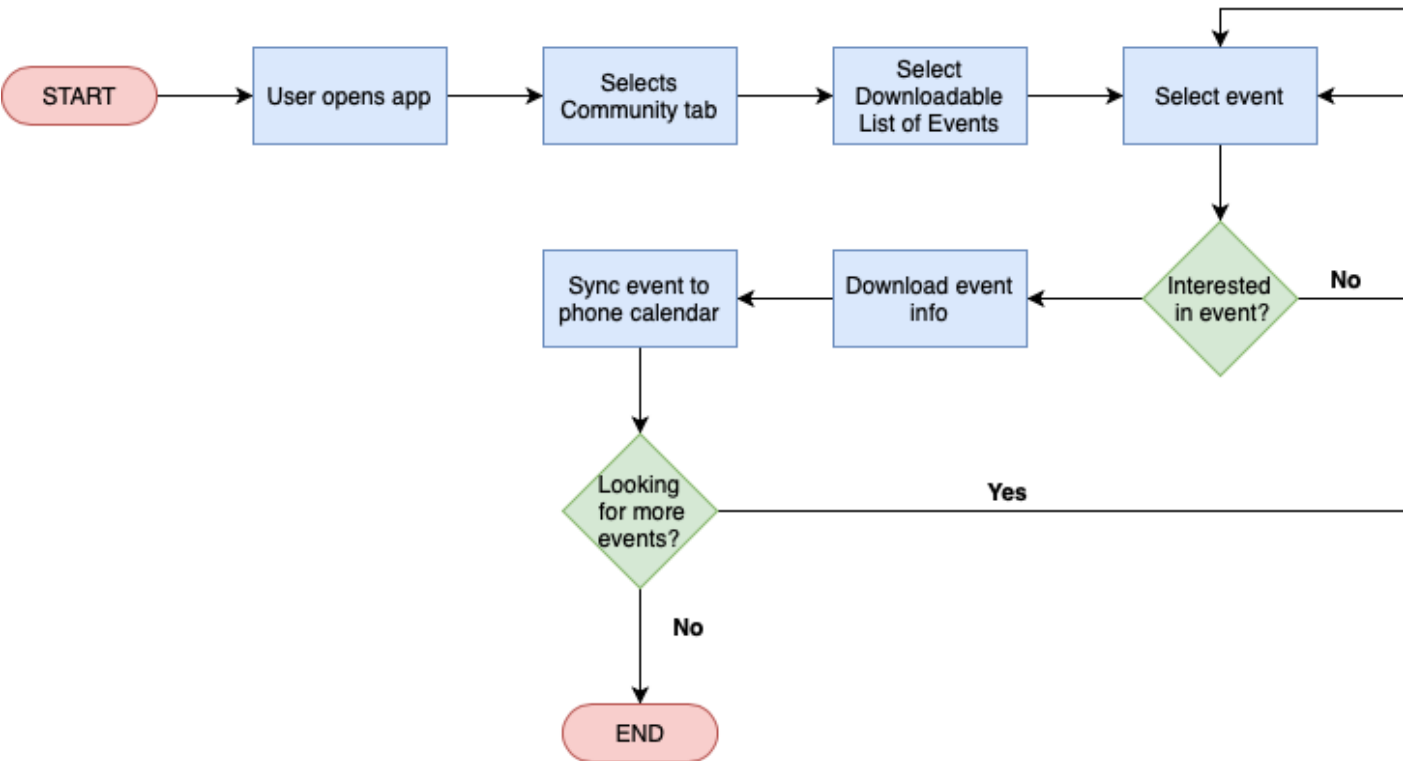 START
User opens app
Selects
Community tab
Select
Downloadable
List of Events
Select event
Sync event to
phone calendar
Download event
info
Interested
in event?
No
Looking
for more
events?
Yes
No
END